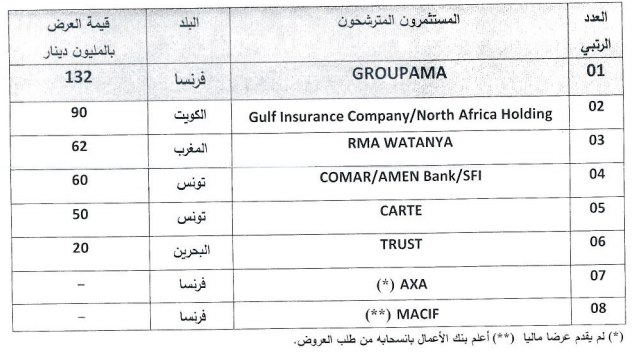 العدد الرتبي المستثمرون المترشحون البلد قيمة العرض بالمليون دينار
01 GROUPAMA فرنسا 132
02 Gulf Insurance Company/North Africa Holding الكويت 90
03 RMA WATANYA المغرب 62
04 COMAR/AMEN Bank/SFI تونس 60
05 CARTE تونس 50
06 TRUST البحرين 20
07 AXA (*) فرنسا –
08 MACIF (**) فرنسا –
(*) لم يقدم عرضا ماليا (**) أعلم بنك الأعمال بانسحابه من طلب العروض.